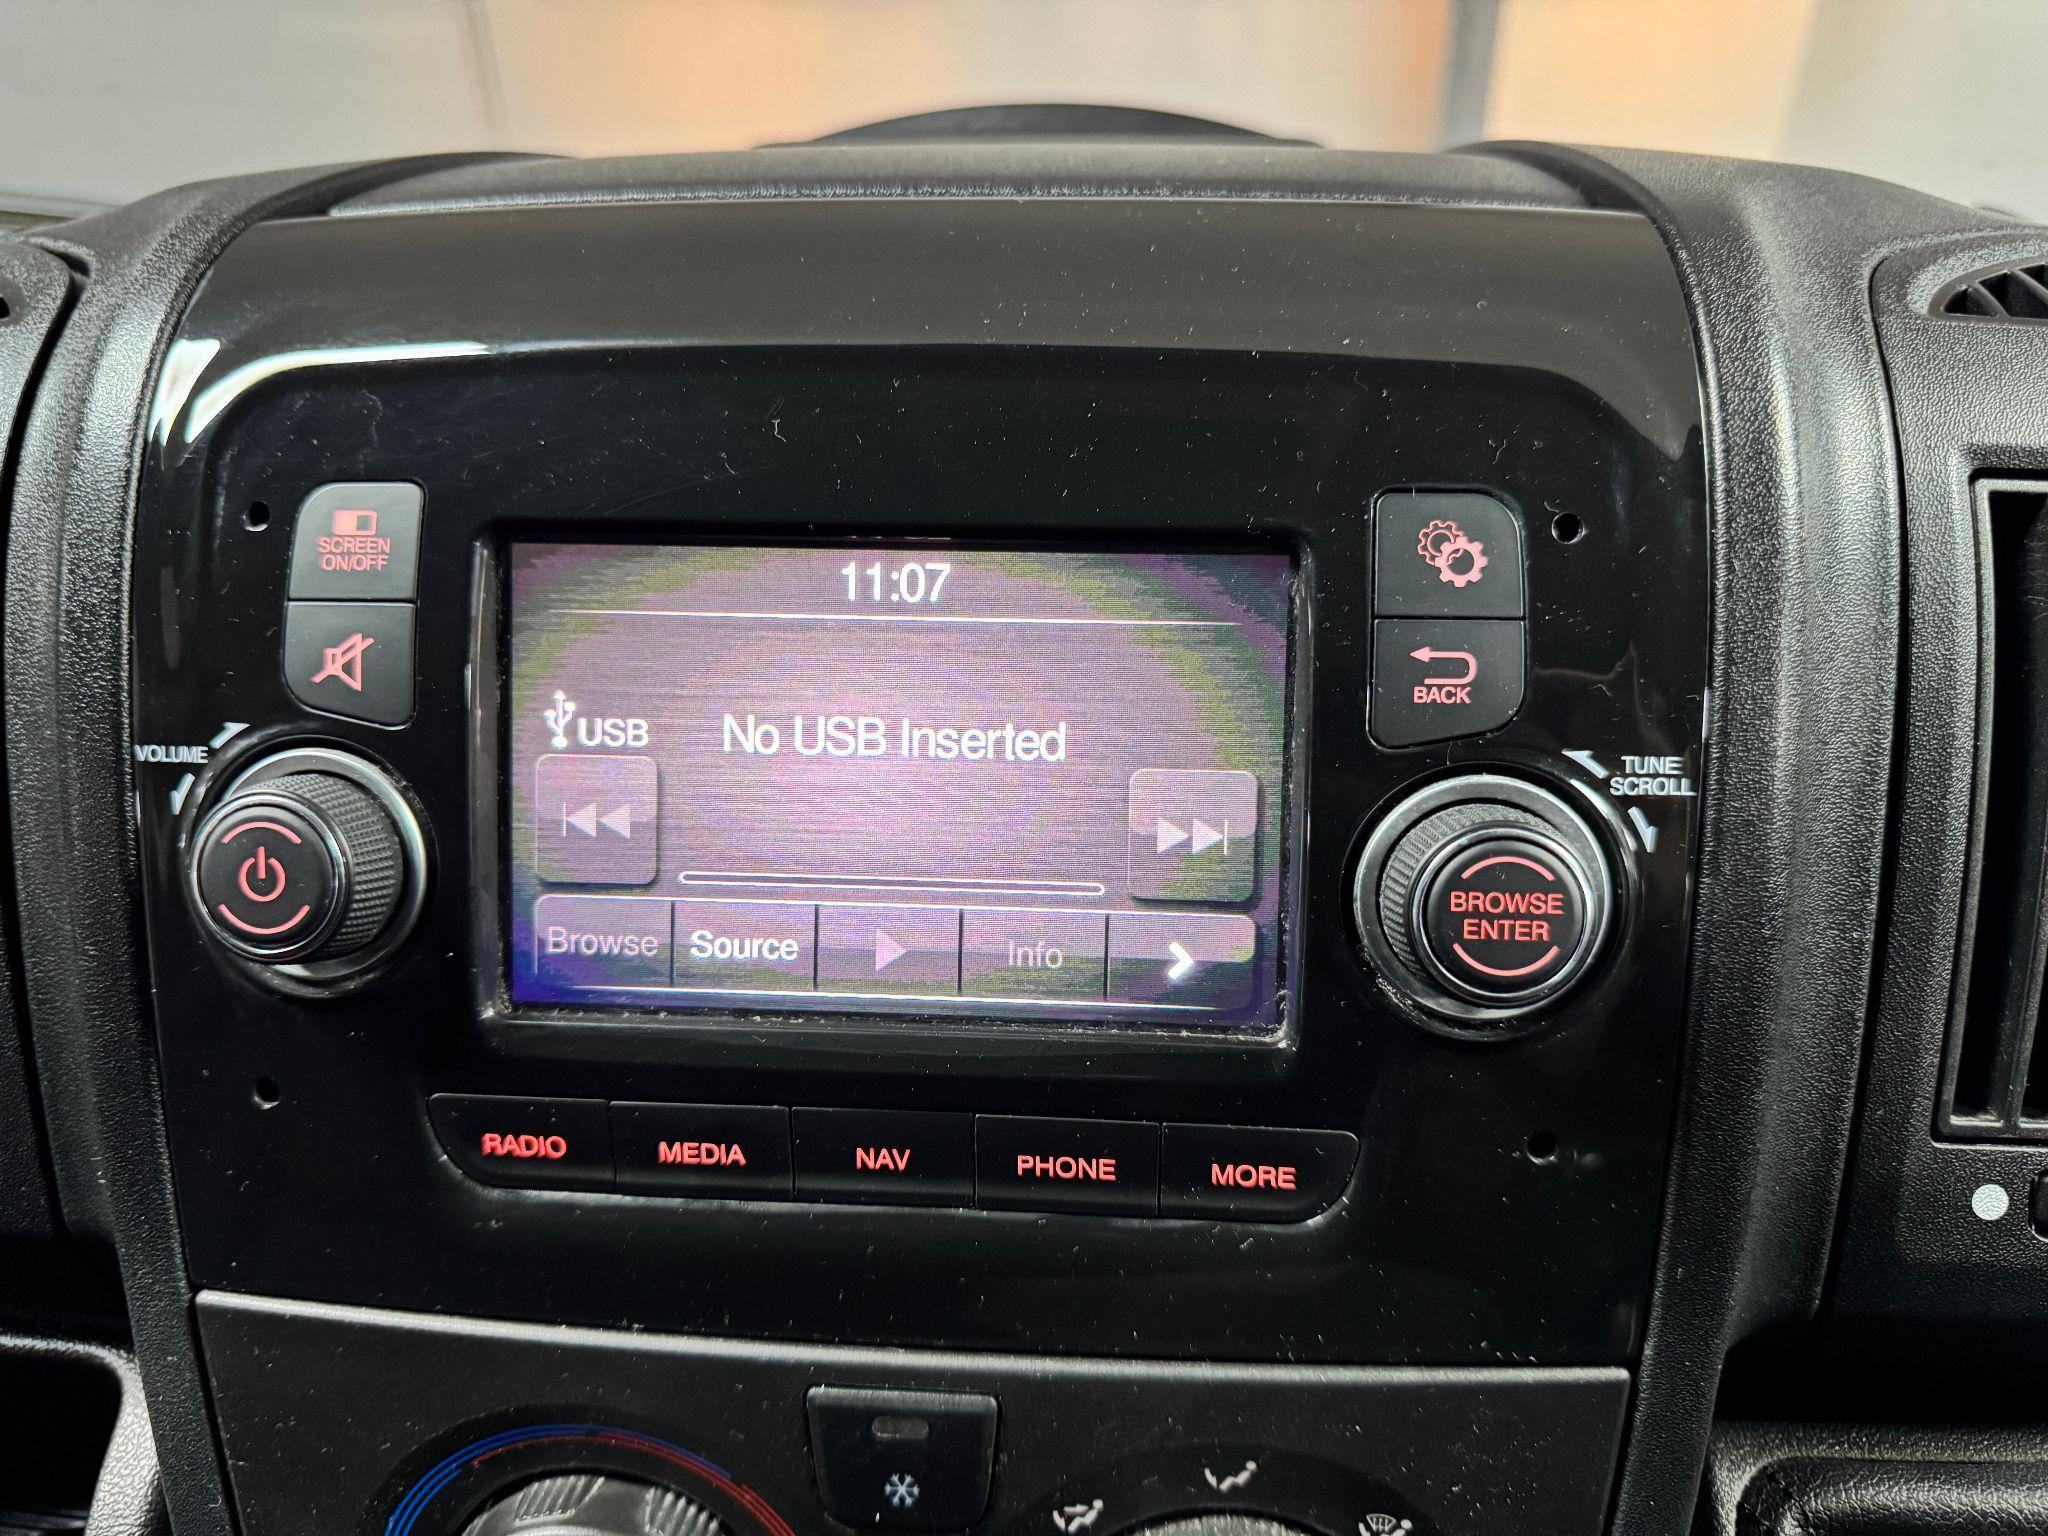 SCREEN
ON/OFF
VOLUME
11:07
USB
No USB Inserted
Browse
Source
Info
BACK
TUNE
SCROLL
BROWSE
ENTER
RADIO
MEDIA
NAV
PHONE
MORE